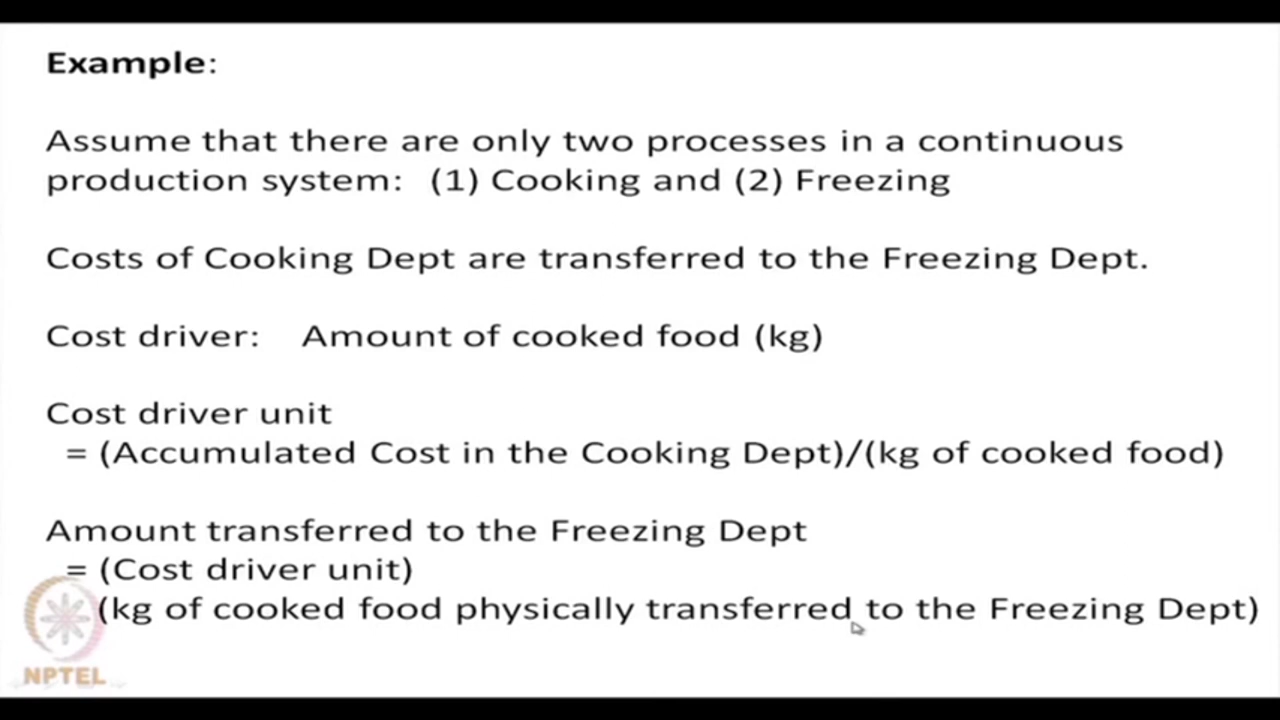 Example:
Assume that there are only two processes in a continuous
production system: (1) Cooking and (2) Freezing
Costs of Cooking Dept are transferred to the Freezing Dept.
Cost driver: Amount of cooked food (kg)
Cost driver unit
= (Accumulated Cost in the Cooking Dept)/(kg of cooked food)
Amount transferred to the Freezing Dept
= (Cost driver unit)
(kg of cooked food physically transferred to the Freezing Dept)
NPTEL